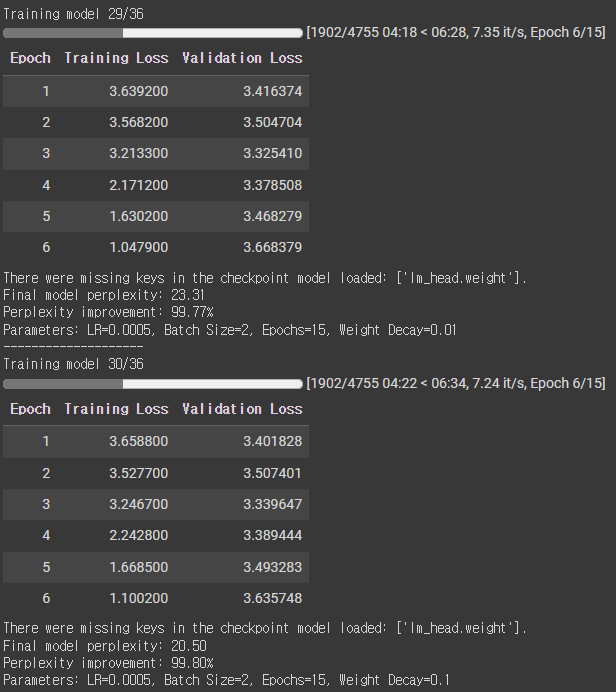 Training model 29/36
[1902/4755 04:18 < 06:28, 7.35 it/s, Epoch 6/15]
Epoch Training Loss Validation Loss
1 3.639200 3.416374
2 3.568200 3.504704
3 3.213300 3.325410
4 2.171200 3.378508
5 1.630200 3.468279
6 1.047900 3.668379
There were missing keys in the checkpoint model loaded: ['lm_head.weight'].
Final model perplexity: 23.31
Perplexity improvement: 99.77%
Parameters: LR=0.0005, Batch Size=2, Epochs=15, Weight Decay=0.01
--------------------
Training model 30/36
[1902/4755 04:22 < 06:34, 7.24 it/s, Epoch 6/15]
Epoch Training Loss Validation Loss
1 3.658800 3.401828
2 3.527700 3.507401
3 3.246700 3.339647
4 2.242800 3.389444
5 1.668500 3.493283
6 1.100200 3.635748
There were missing keys in the checkpoint model loaded: ['lm_head.weight'].
Final model perplexity: 20.50
Perplexity improvement: 99.80%
Parameters: LR=0.0005, Batch Size=2, Epochs=15, Weight Decay=0.1